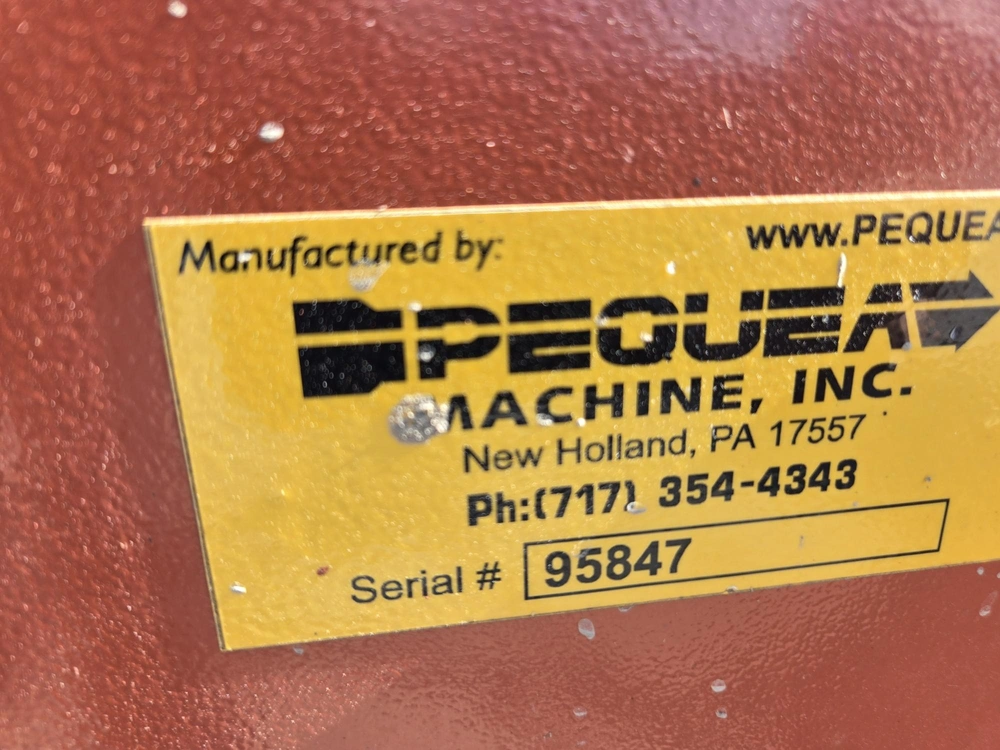 Manufactured by:
www.PEQUEA
PEQUEA
MACHINE, INC.
New Holland, PA 17557
Ph:(717) 354-4343
Serial # 95847